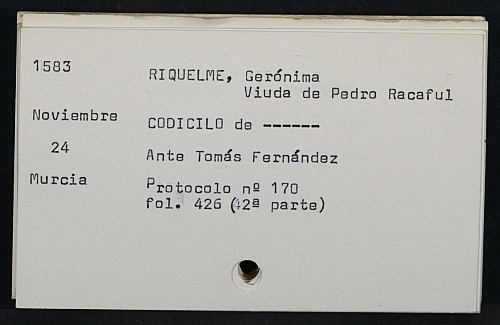 1583
RIQUELME, Gerónima
Viuda de Pedro Racaful
Noviembre
CODICILO de ------
24
Ante Tomás Fernández
Murcia
Protocolo nº 170
fol. 426 (42ª parte)